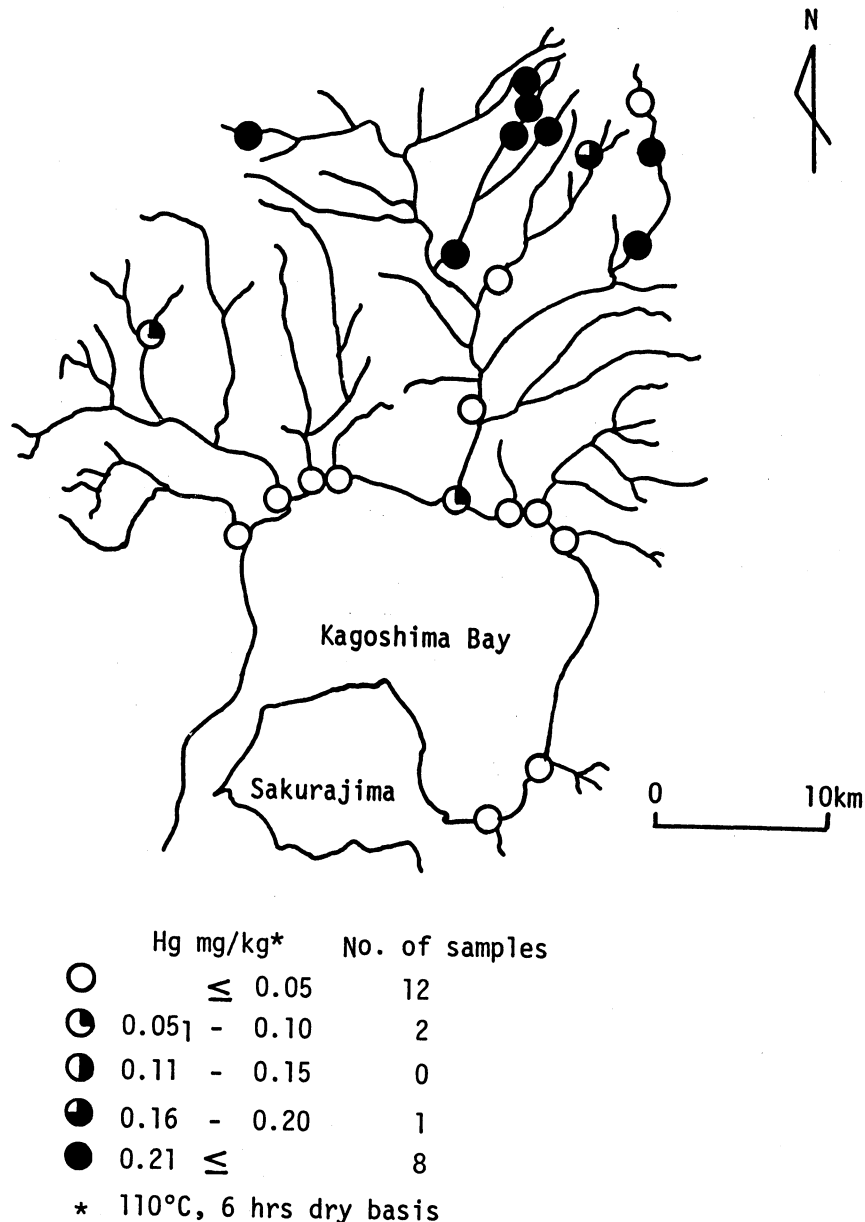 N
Kagoshima Bay
Sakurajima
0 10km
Hg mg/kg* No. of samples
≤ 0.05 12
0.051 - 0.10 2
0.11 - 0.15 0
0.16 - 0.20 1
0.21 ≤ 8
* 110°C, 6 hrs dry basis